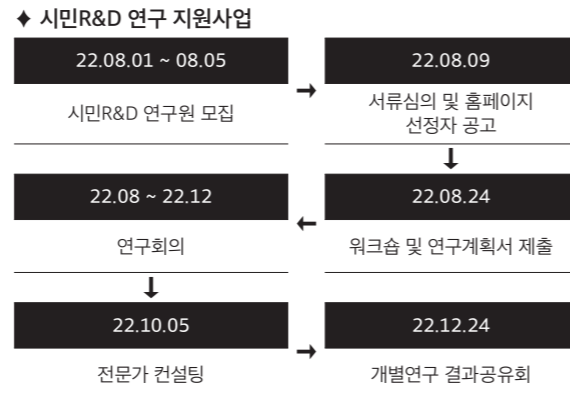 ♦ 시민R&D 연구 지원사업
22.08.01 ~ 08.05
시민R&D 연구원 모집
22.08.09
서류심의 및 홈페이지
선정자 공고
22.08.24
워크숍 및 연구계획서 제출
22.08 ~ 22.12
연구회의
22.10.05
전문가 컨설팅
22.12.24
개별연구 결과공유회